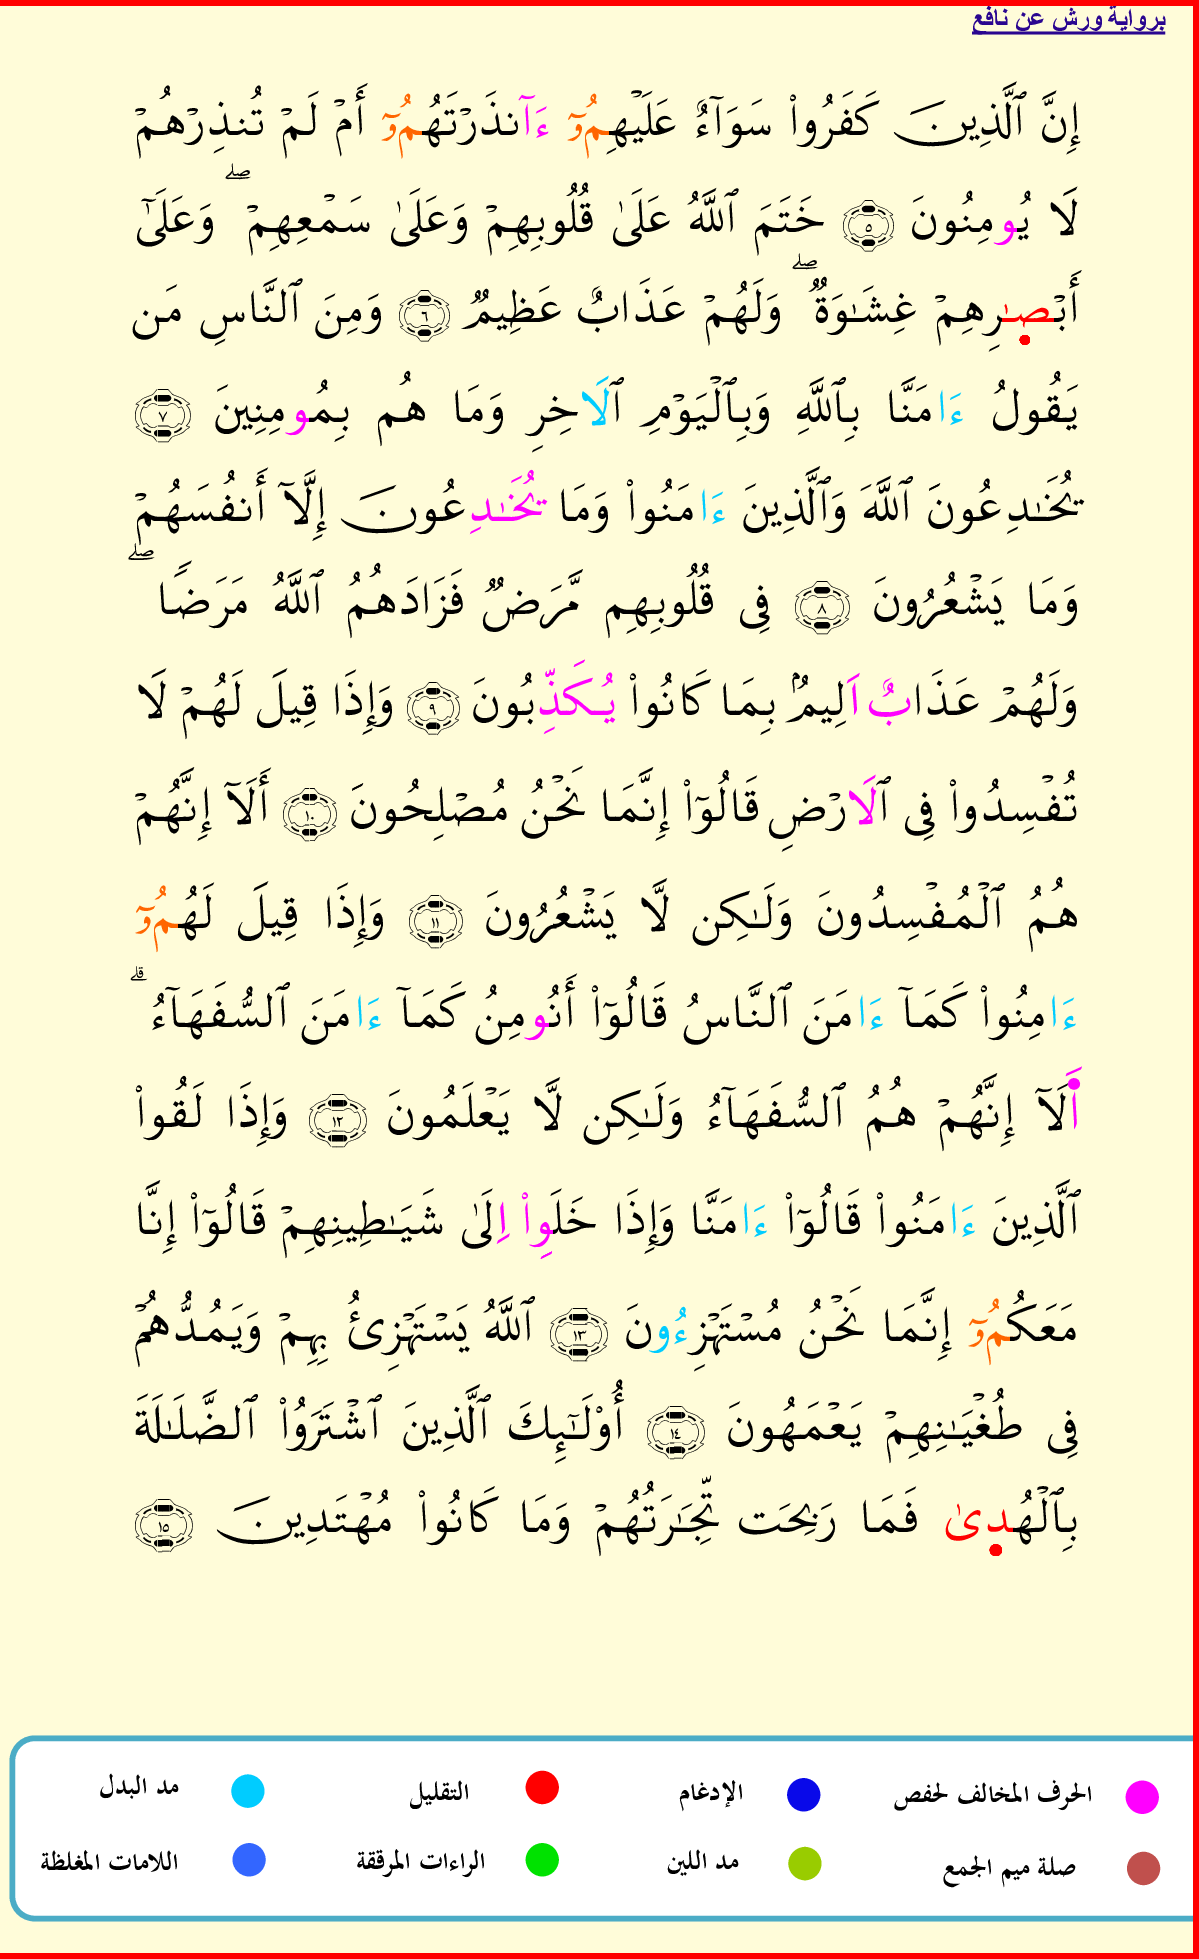 برواية ورش عن نافع
إِنَّ ٱلَّذِينَ كَفَرُواْ سَوَآءٌ عَلَيْهِمُۥٓ ءَآنذَرْتَهُمُۥٓ أَمْ لَمْ تُنذِرْهُمْ
لَا يُومِنُونَ ٥ خَتَمَ ٱللَّهُ عَلَىٰ قُلُوبِهِمْ وَعَلَىٰ سَمْعِهِمْۖ وَعَلَىٰٓ
أَبْصٰ۪رِهِمْ غِشَٰوَةٞۖ وَلَهُمْ عَذَابٌ عَظِيمٞ ٦ وَمِنَ ٱلنَّاسِ مَن
يَقُولُ ءَامَنَّا بِٱللَّهِ وَبِٱلْيَوْمِ ٱلَاخِرِ وَمَا هُم بِمُومِنِينَ ٧
يُخَٰدِعُونَ ٱللَّهَ وَٱلَّذِينَ ءَامَنُواْ وَمَا يُخَٰدِعُونَ إِلَّآ أَنفُسَهُمْۖ
وَمَا يَشْعُرُونَ ٨ فِى قُلُوبِهِم مَّرَضٞ فَزَادَهُمُ ٱللَّهُ مَرَضٗاۖ
وَلَهُمْ عَذَابٌ اَلِيمُۢ بِمَا كَانُواْ يُكَذِّبُونَ ٩ وَإِذَا قِيلَ لَهُمْ لَا
تُفْسِدُواْ فِى ٱلَارْضِ قَالُوٓاْ إِنَّمَا نَحْنُ مُصْلِحُونَ ١٠ أَلَآ إِنَّهُمْ
هُمُ ٱلْمُفْسِدُونَ وَلَٰكِن لَّا يَشْعُرُونَ ١١ وَإِذَا قِيلَ لَهُمُۥٓ
ءَامِنُواْ كَمَآ ءَامَنَ ٱلنَّاسُ قَالُوٓاْ أَنُومِنُ كَمَآ ءَامَنَ ٱلسُّفَهَآءُۗ
أَلَآ إِنَّهُمْ هُمُ ٱلسُّفَهَآءُ وَلَٰكِن لَّا يَعْلَمُونَ ١٢ وَإِذَا لَقُواْ
ٱلَّذِينَ ءَامَنُواْ قَالُوٓاْ ءَامَنَّا وَإِذَا خَلَوِاْ اِلَىٰ شَيَٰطِينِهِمْ قَالُوٓاْ إِنَّا
مَعَكُمُۥٓ إِنَّمَا نَحْنُ مُسْتَهْزِءُونَ ١٣ ٱللَّهُ يَسْتَهْزِئُ بِهِمْ وَيَمُدُّهُمْ
فِى طُغْيَٰنِهِمْ يَعْمَهُونَ ١٤ أُوْلَٰٓئِكَ ٱلَّذِينَ ٱشْتَرَوُاْ ٱلضَّلَٰلَةَ
بِٱلْهُد۪ىٰ فَمَا رَبِحَت تِّجَٰرَتُهُمْ وَمَا كَانُواْ مُهْتَدِينَ ١٥
الحرف المخالف لحفص الإدغام التقليل مد البدل
صلة ميم الجمع مد اللين الراءات المرققة اللامات المغلظة